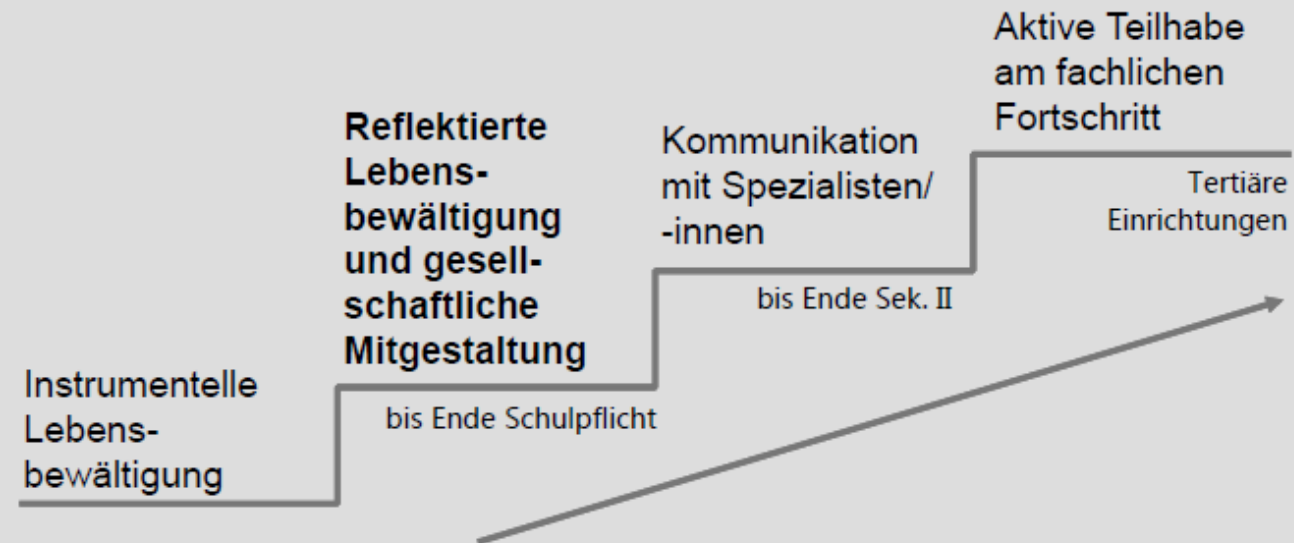 Instrumentelle
Lebens-
bewältigung
Reflektierte
Lebens-
bewältigung
und gesell-
schaftliche
Mitgestaltung
bis Ende Schulpflicht
Kommunikation
mit Spezialisten/
-innen
bis Ende Sek. II
Aktive Teilhabe
am fachlichen
Fortschritt
Tertiäre
Einrichtungen